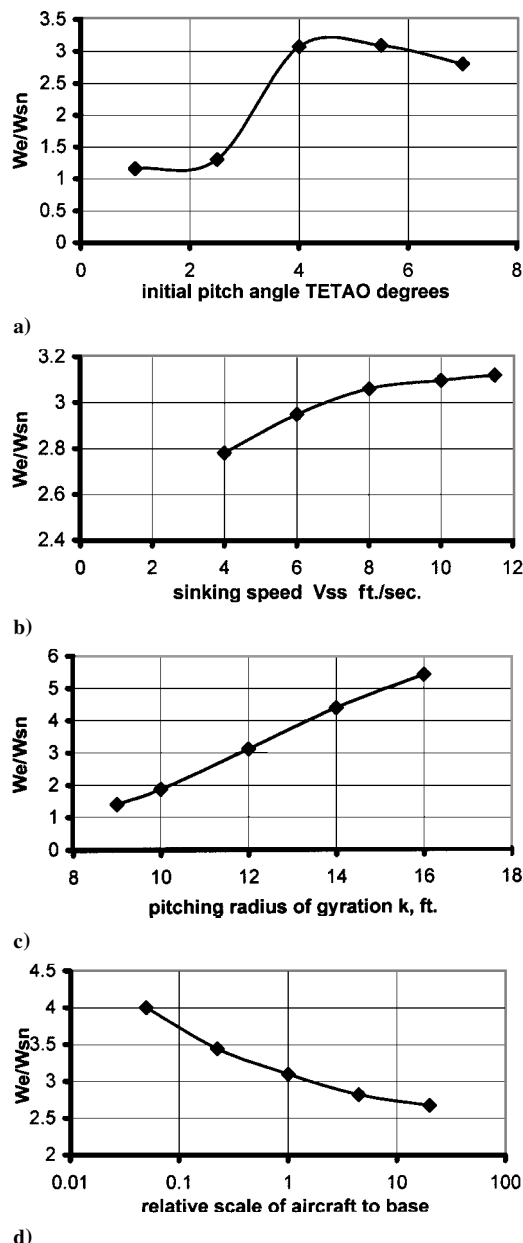 3.5
3
2.5
2
1.5
1
0.5
0
We/Wsn
0 2 4 6 8
initial pitch angle TETAO degrees
a)
3.2
3
2.8
2.6
2.4
We/Wsn
0 2 4 6 8 10 12
sinking speed Vss ft./sec.
b)
6
5
4
3
2
1
0
We/Wsn
8 10 12 14 16 18
pitching radius of gyration k, ft.
c)
4.5
4
3.5
3
2.5
2
We/Wsn
0.01 0.1 1 10 100
relative scale of aircraft to base
d)